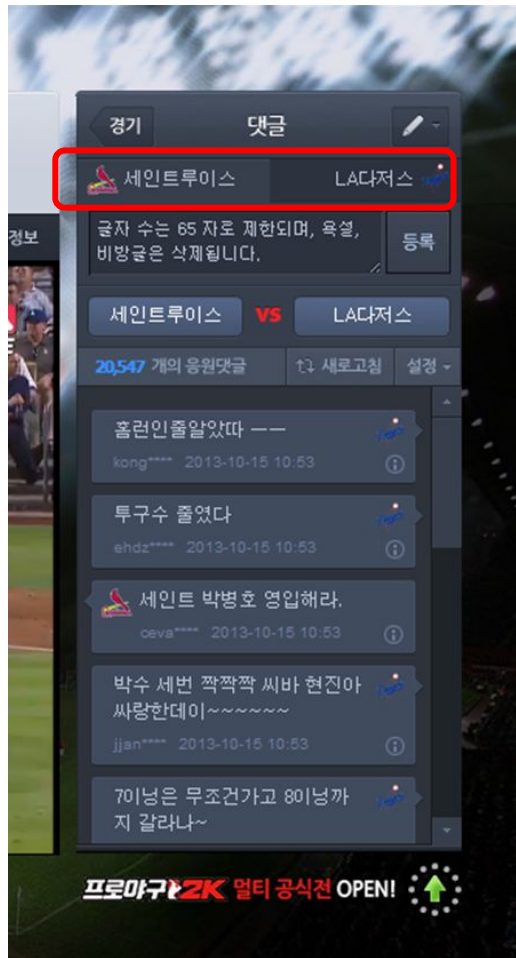 경기
댓글
세인트루이스
LA다저스
정보
글자 수는 65 자로 제한되며, 욕설,
비방글은 삭제됩니다.
등록
세인트루이스 VS LA다저스
20,547 개의 응원댓글
새로고침
설정
홈런인줄알았따 ㅡㅡ
kong**** 2013-10-15 10:53
투구수 줄였다
ehdz**** 2013-10-15 10:53
세인트 박병호 영입해라.
ceva**** 2013-10-15 10:53
박수 세번 짝짝짝 씨바 현진아
싸랑한데이~~~~~~
jjan**** 2013-10-15 10:53
7이닝은 무조건가고 8이닝까
지 갈라나~
프로야구2K 멀티 공식전 OPEN!